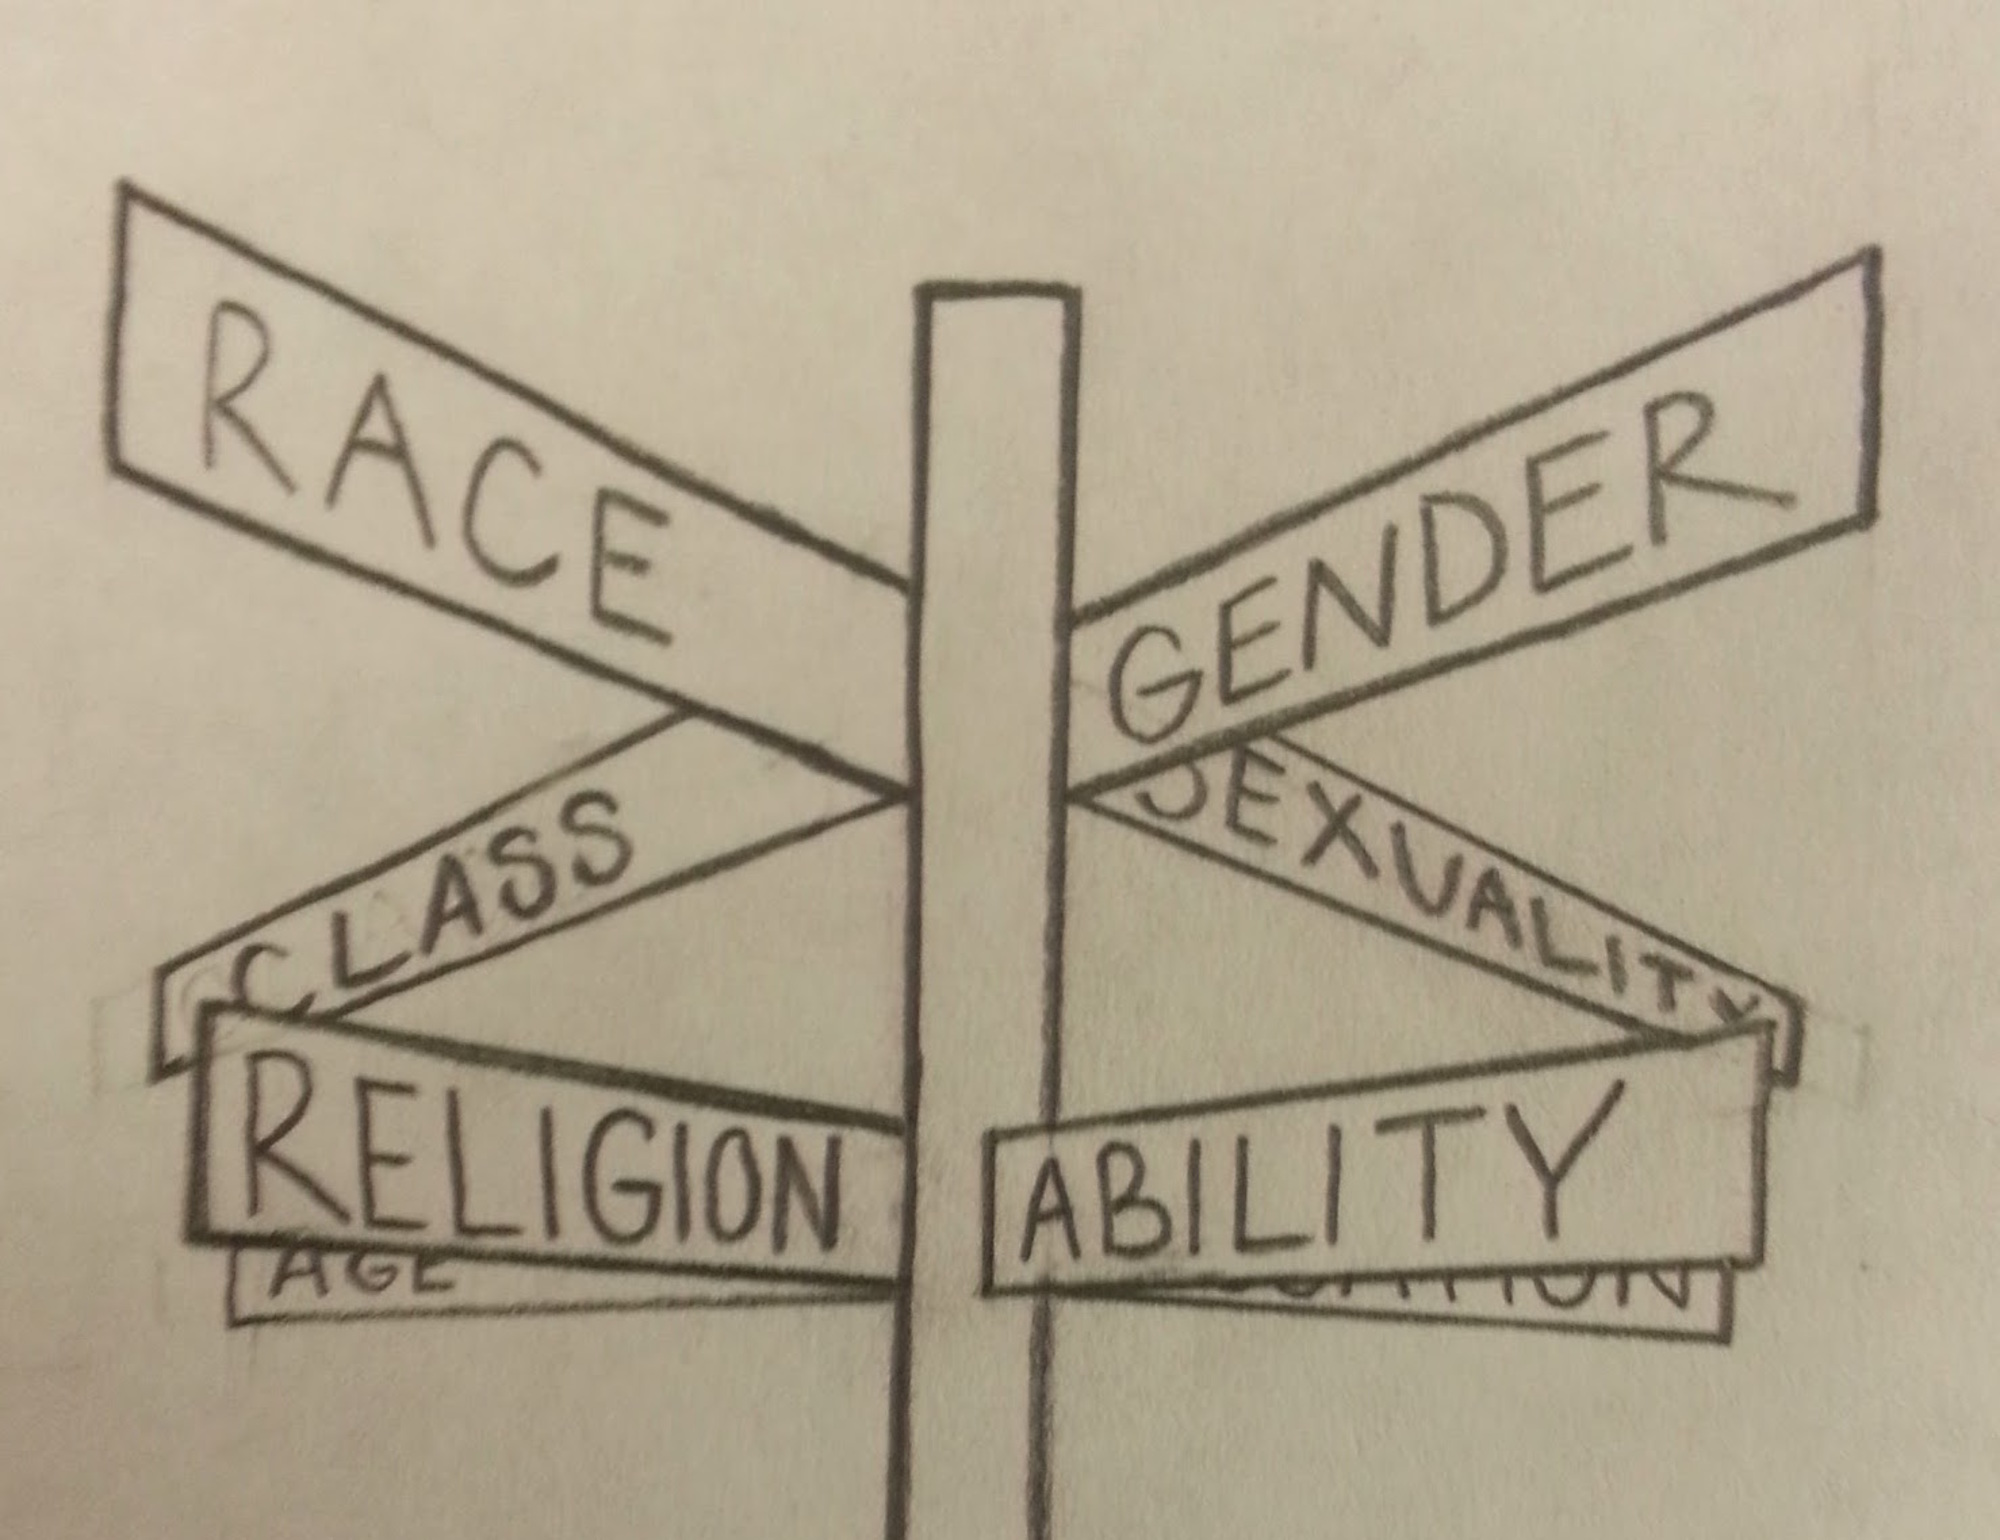 RACE
GENDER
CLASS
SEXUALITY
RELIGION
ABILITY
AGE